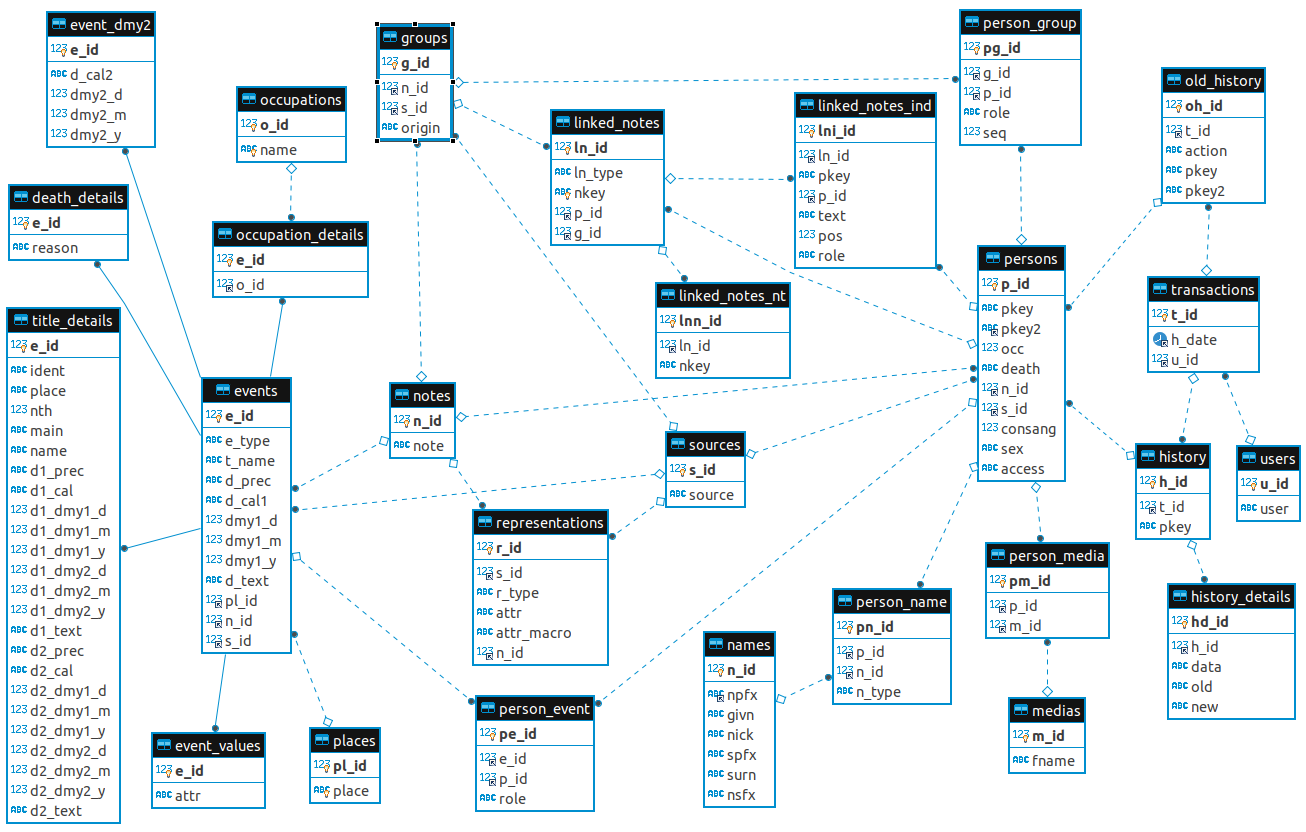 event_dmy2
123 e_id
ABC d_cal2
123 dmy2_d
123 dmy2_m
123 dmy2_y
death_details
123 e_id
ABC reason
title_details
123 e_id
ABC ident
ABC place
123 nth
ABC main
ABC name
ABC d1_prec
ABC d1_cal
123 d1_dmy1_d
123 d1_dmy1_m
123 d1_dmy1_y
123 d1_dmy2_d
123 d1_dmy2_m
123 d1_dmy2_y
ABC d1_text
ABC d2_prec
ABC d2_cal
123 d2_dmy1_d
123 d2_dmy1_m
123 d2_dmy1_y
123 d2_dmy2_d
123 d2_dmy2_m
123 d2_dmy2_y
ABC d2_text
occupations
123 o_id
ABC name
occupation_details
123 e_id
123 o_id
events
123 e_id
ABC e_type
ABC t_name
ABC d_prec
ABC d_cal1
123 dmy1_d
123 dmy1_m
123 dmy1_y
ABC d_text
123 pl_id
123 n_id
123 s_id
event_values
123 e_id
ABC attr
places
123 pl_id
ABC place
groups
123 g_id
123 n_id
123 s_id
ABC origin
notes
123 n_id
ABC note
linked_notes
123 ln_id
ABC ln_type
ABC nkey
123 p_id
123 g_id
linked_notes_nt
123 lnn_id
123 ln_id
ABC nkey
sources
123 s_id
ABC source
representations
123 r_id
123 s_id
ABC r_type
ABC attr
ABC attr_macro
123 n_id
person_event
123 pe_id
123 e_id
123 p_id
ABC role
linked_notes_ind
123 lni_id
123 ln_id
ABC pkey
123 p_id
ABC text
123 pos
ABC role
names
123 n_id
ABC npfx
ABC givn
ABC nick
ABC spfx
ABC surn
ABC nsfx
person_name
123 pn_id
123 p_id
123 n_id
ABC n_type
person_group
123 pg_id
123 g_id
123 p_id
ABC role
123 seq
persons
123 p_id
ABC pkey
ABC pkey2
123 occ
ABC death
123 n_id
123 s_id
123 consang
ABC sex
ABC access
person_media
123 pm_id
123 p_id
123 m_id
medias
123 m_id
ABC fname
old_history
123 oh_id
123 t_id
ABC action
ABC pkey
ABC pkey2
transactions
123 t_id
h_date
123 u_id
history
123 h_id
123 t_id
ABC pkey
users
123 u_id
ABC user
history_details
123 hd_id
123 h_id
ABC data
ABC old
ABC new